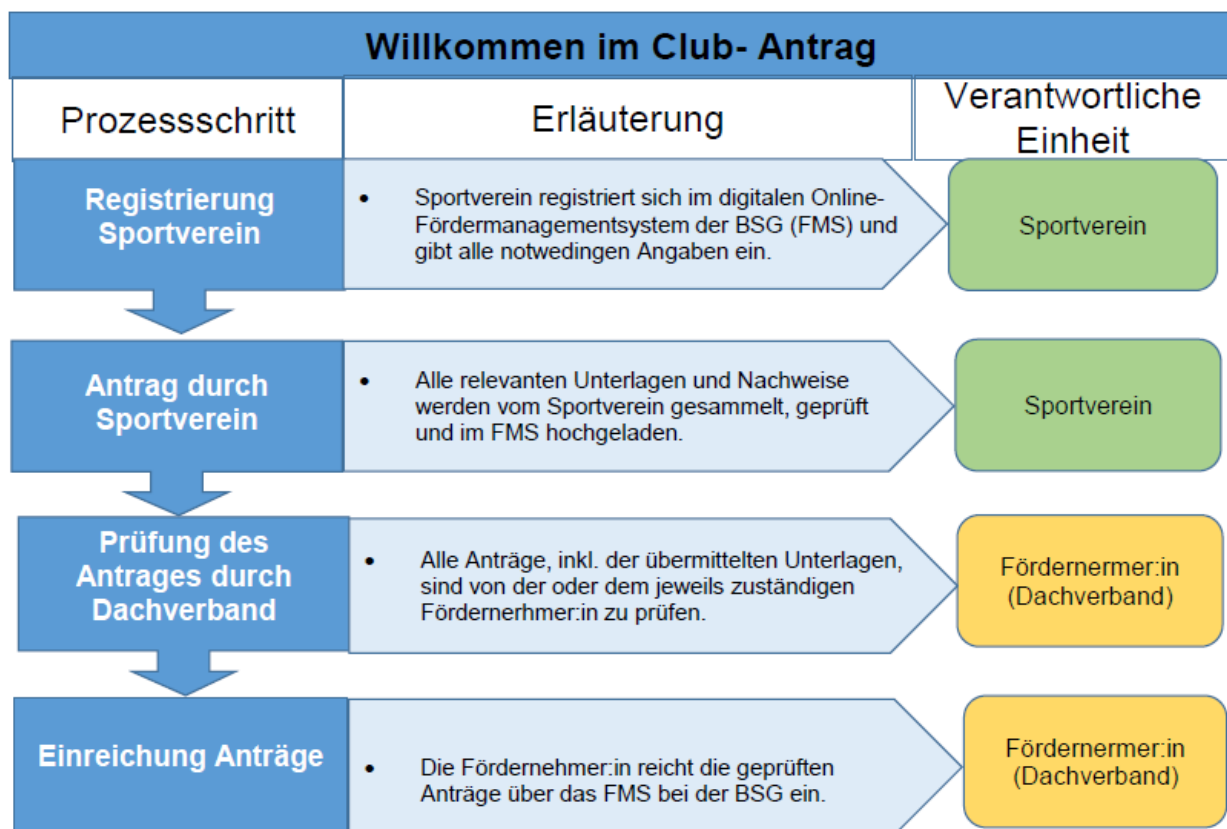 Willkommen im Club- Antrag
Prozessschritt
Erläuterung
Verantwortliche
Einheit
Registrierung
Sportverein
• Sportverein registriert sich im digitalen Online-
Fördermanagementsystem der BSG (FMS) und
gibt alle notwedingen Angaben ein.
Sportverein
Antrag durch
Sportverein
• Alle relevanten Unterlagen und Nachweise
werden vom Sportverein gesammelt, geprüft
und im FMS hochgeladen.
Sportverein
Prüfung des
Antrages durch
Dachverband
• Alle Anträge, inkl. der übermittelten Unterlagen,
sind von der oder dem jeweils zuständigen
Fördernerhmer:in zu prüfen.
Fördernermer:in
(Dachverband)
Einreichung Anträge
• Die Fördernehmer:in reicht die geprüften
Anträge über das FMS bei der BSG ein.
Fördernermer:in
(Dachverband)